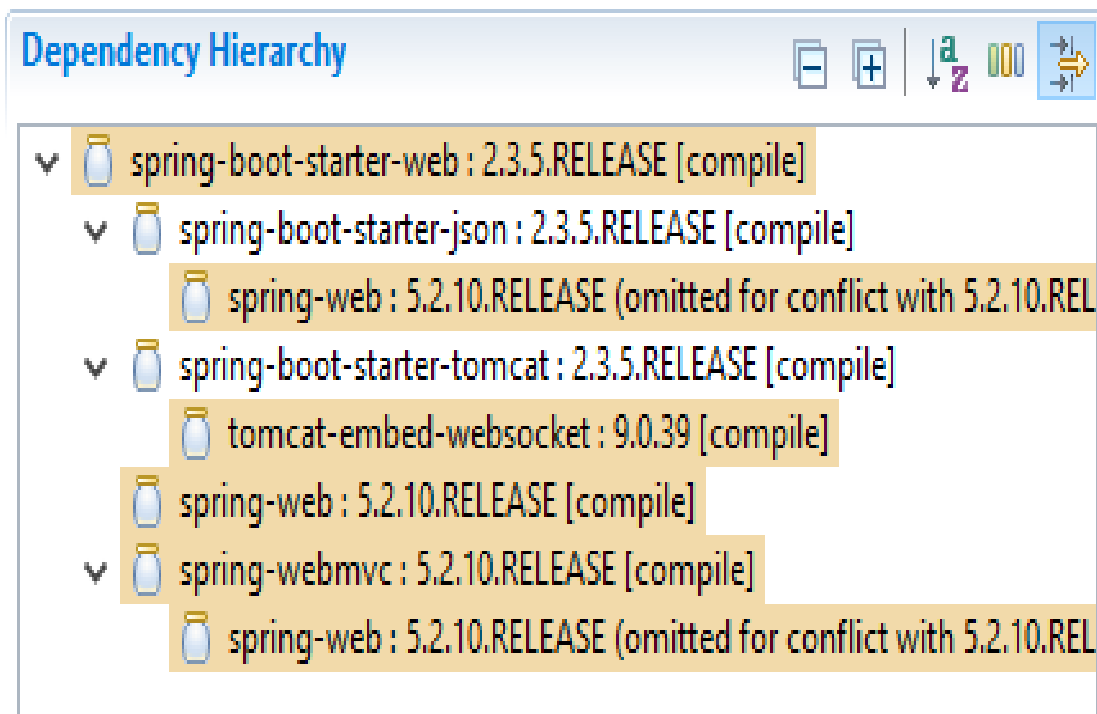 Dependency Hierarchy
az
spring-boot-starter-web : 2.3.5.RELEASE [compile]
spring-boot-starter-json : 2.3.5.RELEASE [compile]
spring-web : 5.2.10.RELEASE (omitted for conflict with 5.2.10.REL
spring-boot-starter-tomcat : 2.3.5.RELEASE [compile]
tomcat-embed-websocket : 9.0.39 [compile]
spring-web : 5.2.10.RELEASE [compile]
spring-webmvc : 5.2.10.RELEASE [compile]
spring-web : 5.2.10.RELEASE (omitted for conflict with 5.2.10.REL